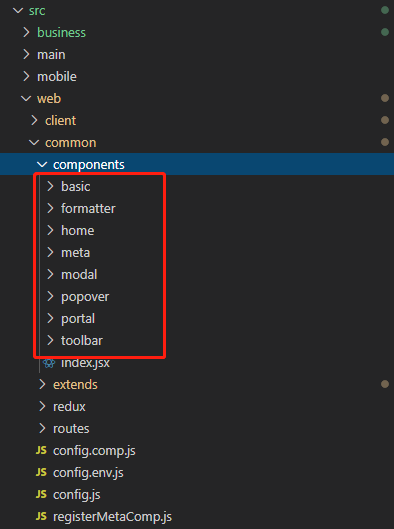 src
business
main
mobile
web
client
common
components
basic
formatter
home
meta
modal
popover
portal
toolbar
index.jsx
extends
redux
routes
JS config.comp.js
JS config.env.js
JS config.js
JS registerMetaComp.js